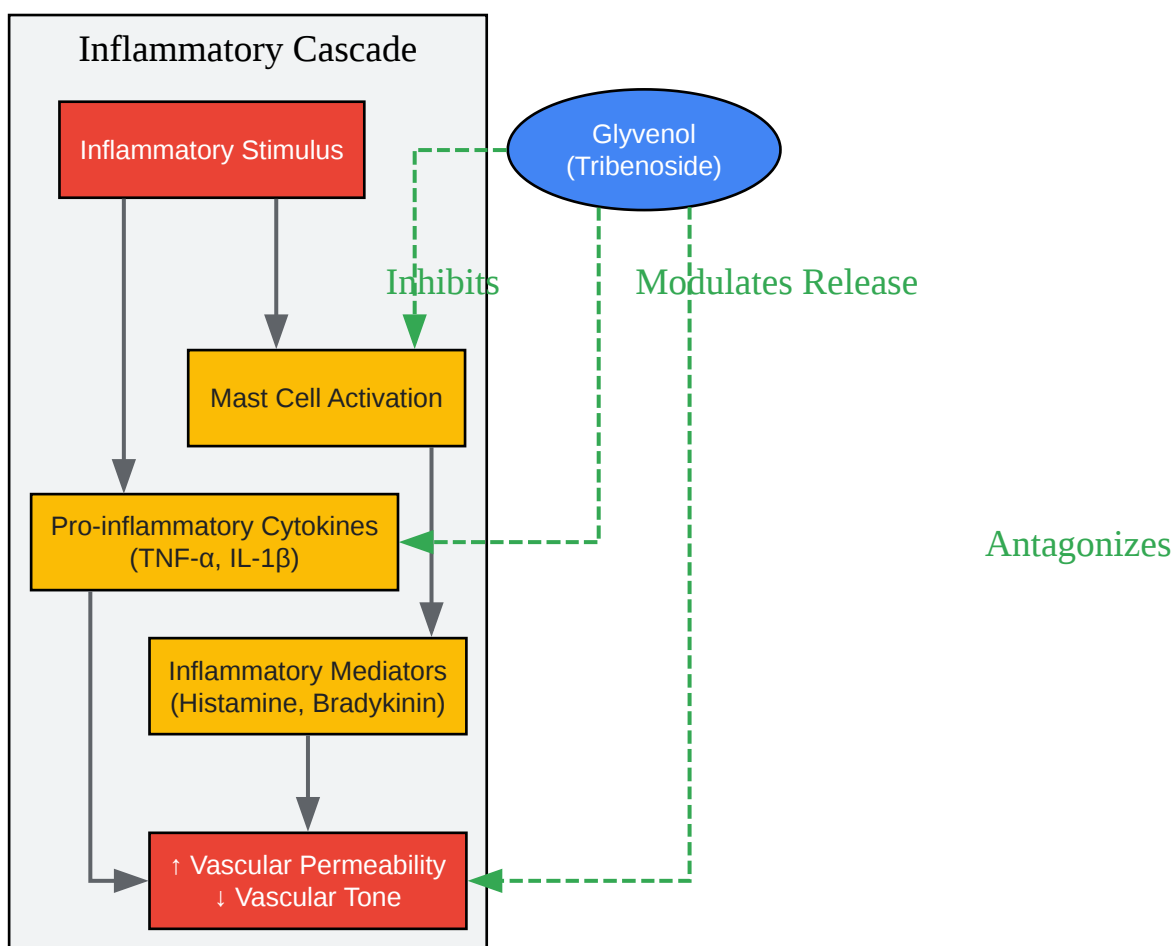 Inflammatory Cascade
Inflammatory Stimulus
Glyvenol
(Tribenoside)
Inhibits
Modulates Release
Mast Cell Activation
Pro-inflammatory Cytokines
(TNF-α, IL-1β)
Antagonizes
Inflammatory Mediators
(Histamine, Bradykinin)
↑ Vascular Permeability
↓ Vascular Tone